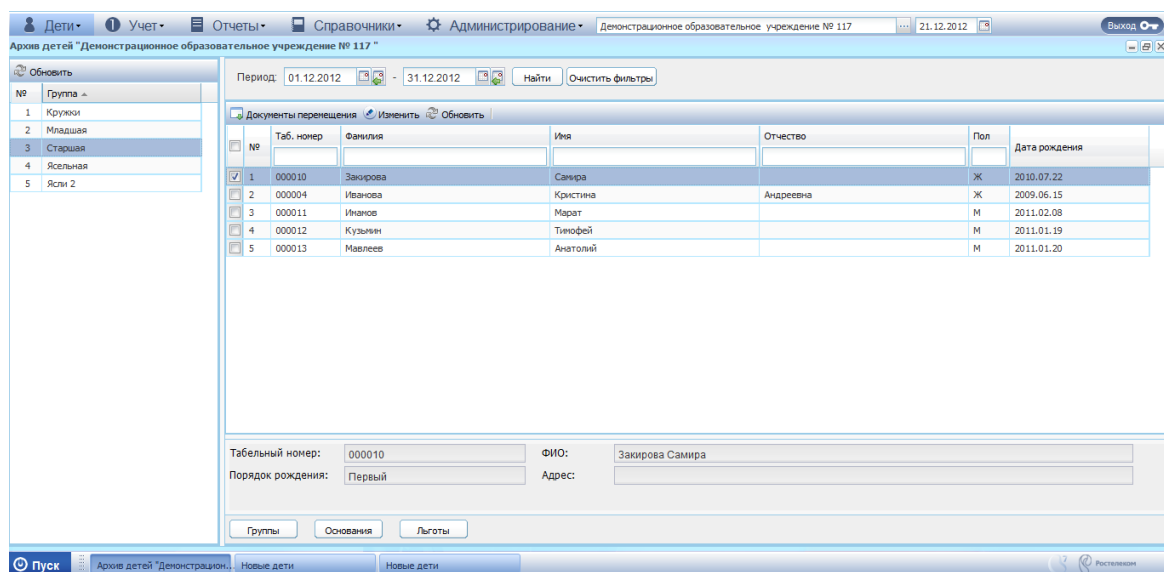 Дети Учет Отчеты Справочники Администрирование Демонстрационное образовательное учреждение № 117 ... 21.12.2012 Выход
Архив детей "Демонстрационное образовательное учреждение № 117 "
Обновить
№ Группа
1 Кружки
2 Младшая
3 Старшая
4 Ясельная
5 Ясли 2
Период: 01.12.2012 - 31.12.2012 Найти Очистить фильтры
Документы перемещения Изменить Обновить
№ Таб. номер Фамилия Имя Отчество Пол Дата рождения
1 000010 Закирова Самира Ж 2010.07.22
2 000004 Иванова Кристина Андреевна Ж 2009.06.15
3 000011 Инамов Марат М 2011.02.08
4 000012 Кузьмин Тимофей М 2011.01.19
5 000013 Мавлеев Анатолий М 2011.01.20
Табельный номер: 000010 ФИО: Закирова Самира
Порядок рождения: Первый Адрес:
Группы Основания Льготы
Пуск Архив детей "Демонстрацион... Новые дети Новые дети Ростелеком